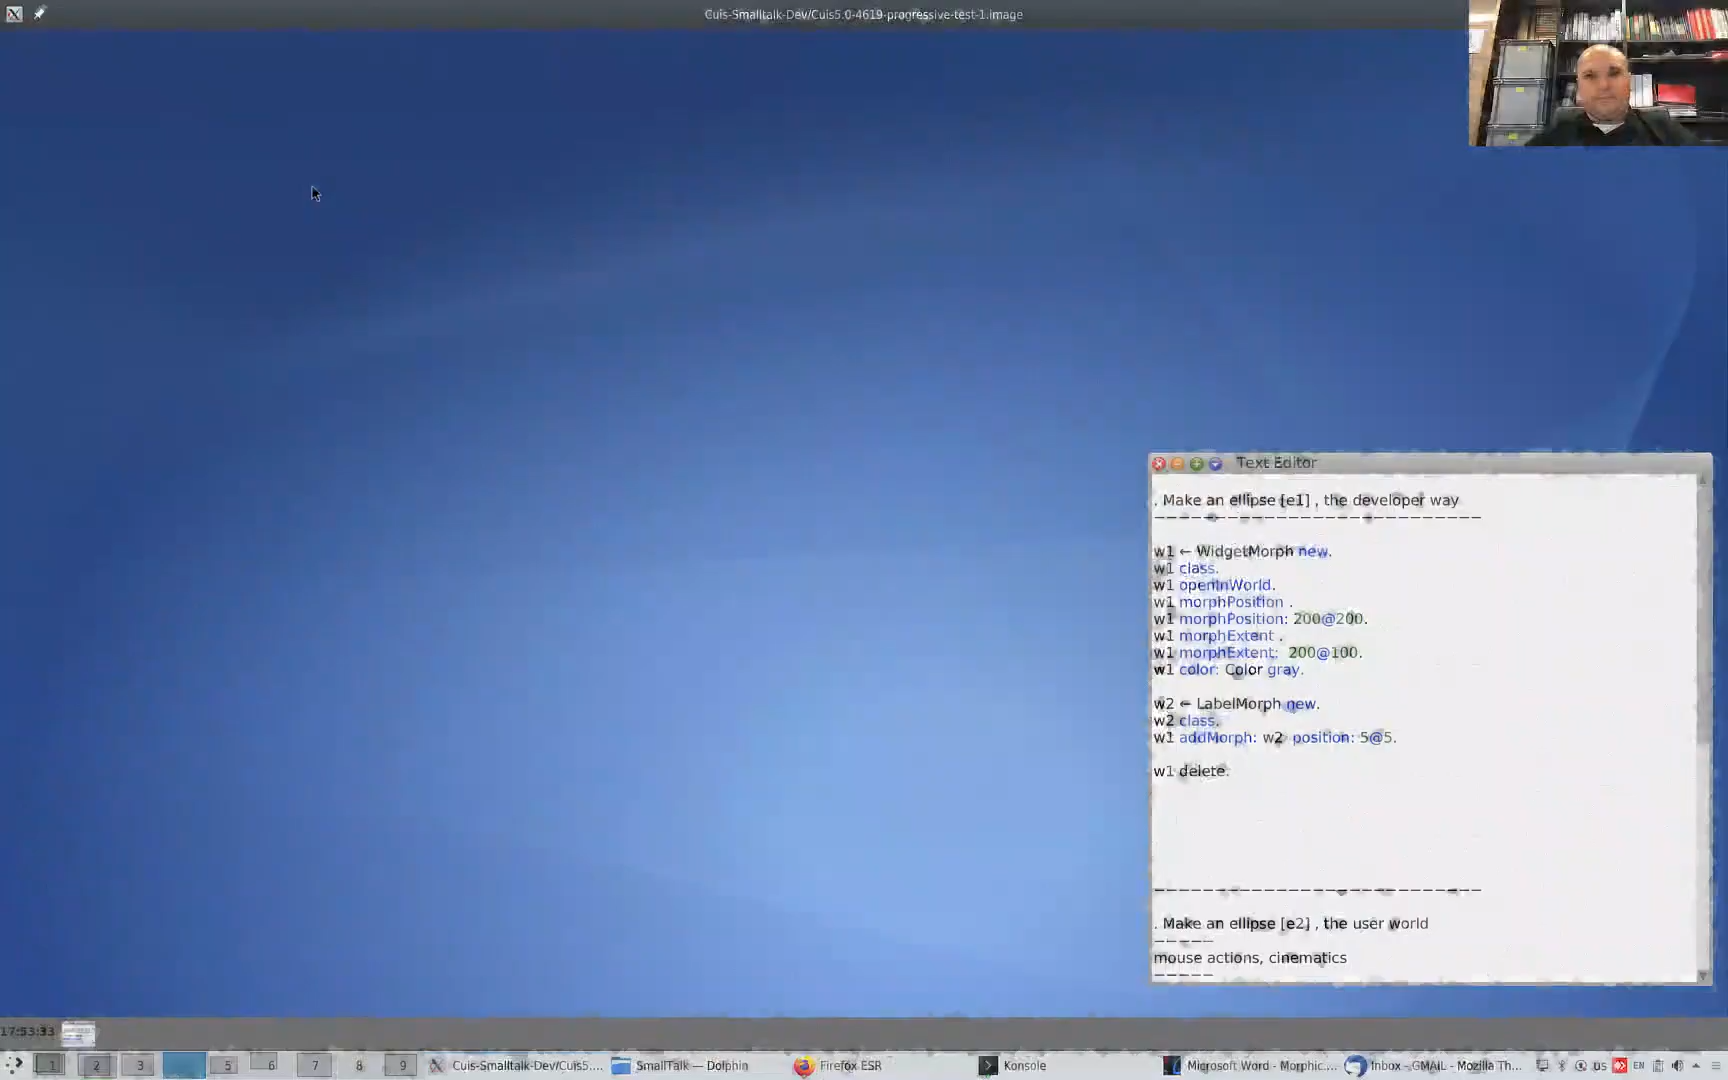 Cuis-Smalltalk-Dev/Cuis5.0-4619-progressive-test-1.image
Text Editor
. Make an ellipse [e1] , the developer way
----------------------------
w1 ← WidgetMorph new.
w1 class.
w1 openInWorld.
w1 morphPosition .
w1 morphPosition: 200@200.
w1 morphExtent .
w1 morphExtent:  200@100.
w1 color: Color gray.
w2 ← LabelMorph new.
w2 class.
w1 addMorph: w2  position: 5@5.
w1 delete.
----------------------------
. Make an ellipse [e2] , the user world
-----
mouse actions, cinematics
-----
17:53:33
1 2 3 5 6 7 8 9 Cuis-Smalltalk-Dev/Cuis5.... SmallTalk — Dolphin Firefox ESR Konsole Microsoft Word - Morphic.... Inbox - GMAIL - Mozilla Th... us EN